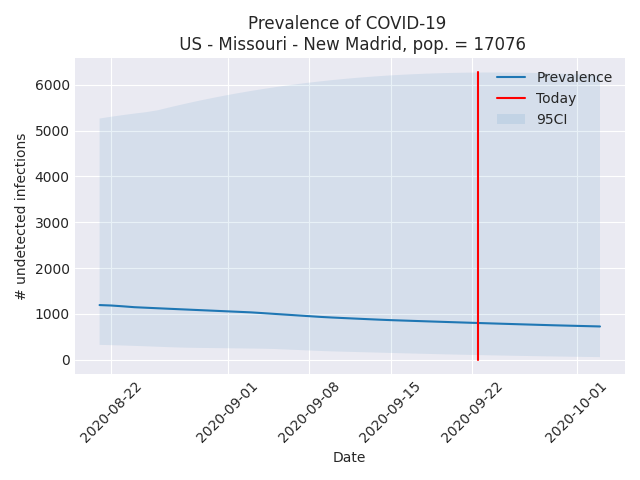 Prevalence of COVID-19
US - Missouri - New Madrid, pop. = 17076
Prevalence
Today
95CI
# undetected infections
6000
5000
4000
3000
2000
1000
0
2020-08-22
2020-09-01
2020-09-08
2020-09-15
2020-09-22
2020-10-01
Date